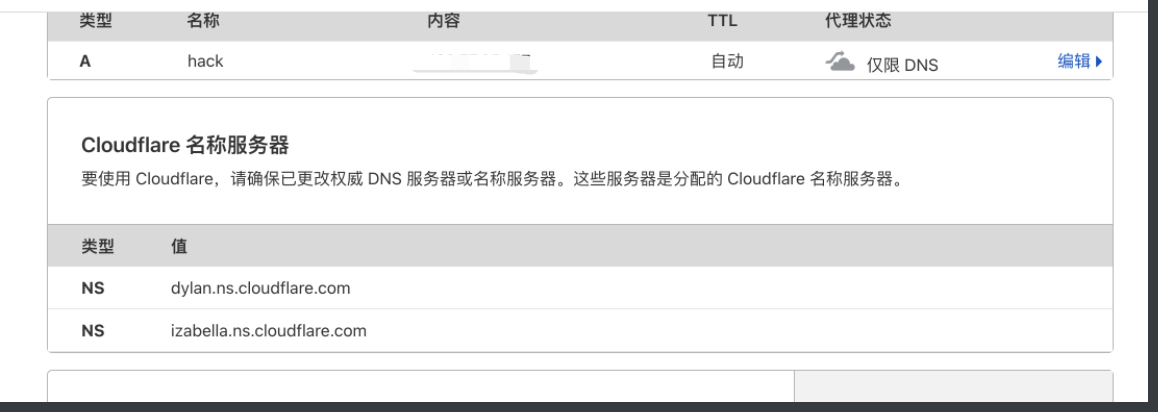 类型 名称 内容 TTL 代理状态
A hack 自动 仅限 DNS 编辑
Cloudflare 名称服务器
要使用 Cloudflare，请确保已更改权威 DNS 服务器或名称服务器。这些服务器是分配的 Cloudflare 名称服务器。
类型 值
NS dylan.ns.cloudflare.com
NS izabella.ns.cloudflare.com